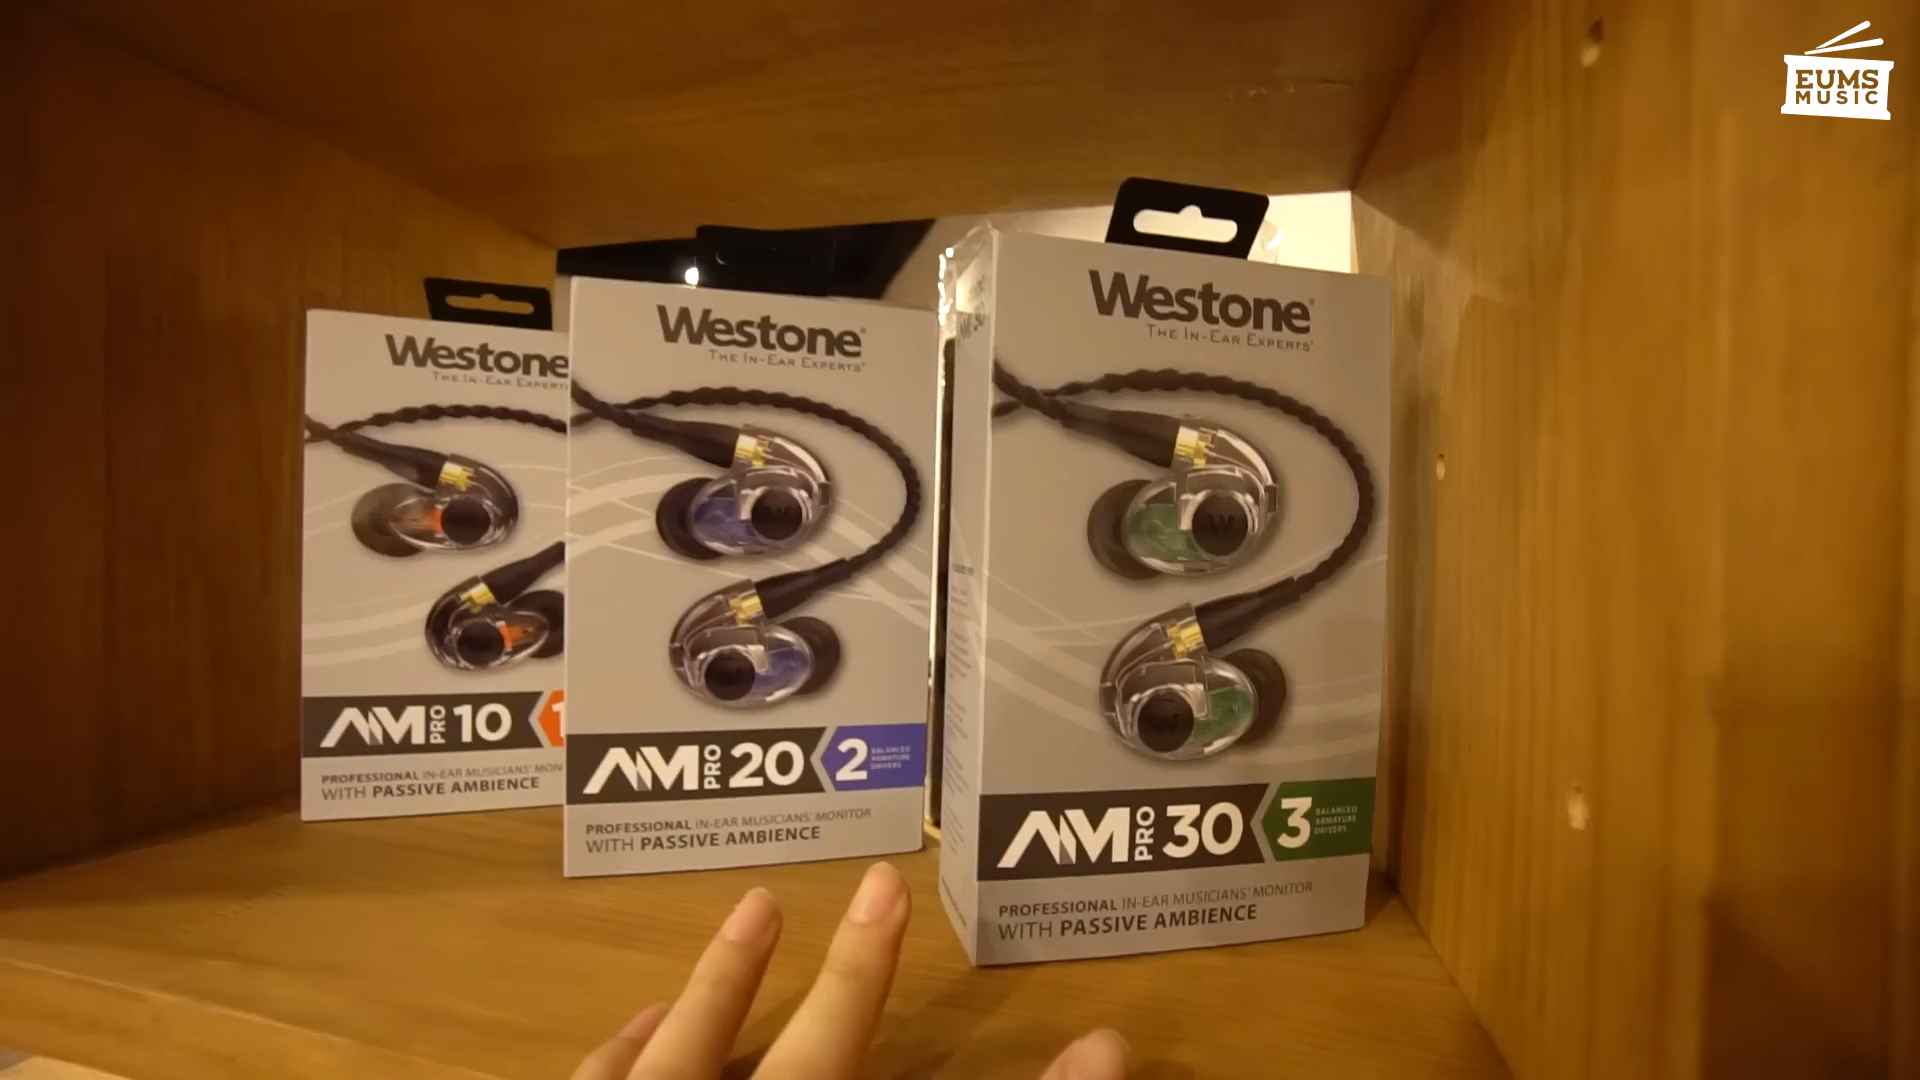 EUMS
MUSIC
Westone
THE IN-EAR EXPERTS
AM PRO 10 1
PROFESSIONAL IN-EAR MUSICIANS' MON
WITH PASSIVE AMBIENCE
Westone®
THE IN-EAR EXPERTS®
AM PRO 20 2 BALANCED ARMATURE DRIVERS
PROFESSIONAL IN-EAR MUSICIANS' MONITOR
WITH PASSIVE AMBIENCE
Westone®
THE IN-EAR EXPERTS®
W
W
AM PRO 30 3 BALANCED ARMATURE DRIVERS
PROFESSIONAL IN-EAR MUSICIANS' MONITOR
WITH PASSIVE AMBIENCE